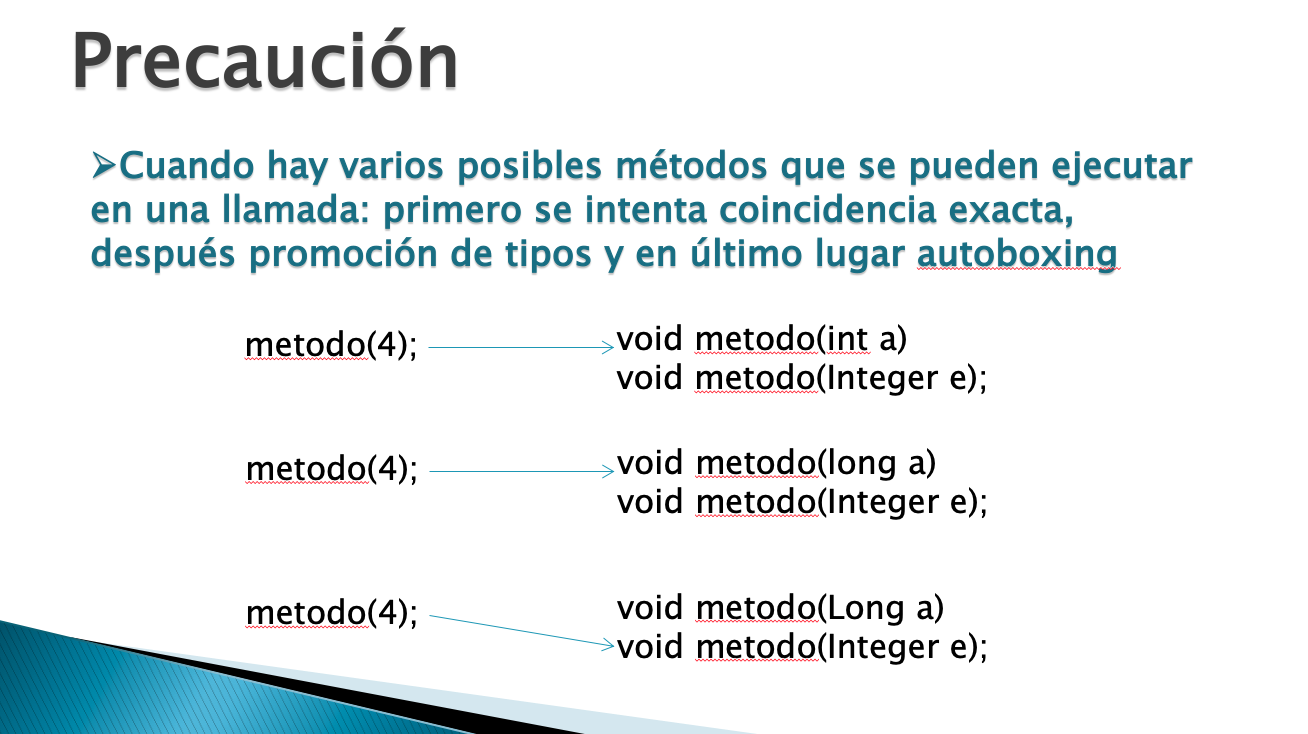 Precaución
➢Cuando hay varios posibles métodos que se pueden ejecutar
en una llamada: primero se intenta coincidencia exacta,
después promoción de tipos y en último lugar autoboxing
metodo(4);
void metodo(int a)
void metodo(Integer e);
metodo(4);
void metodo(long a)
void metodo(Integer e);
metodo(4);
void metodo(Long a)
void metodo(Integer e);